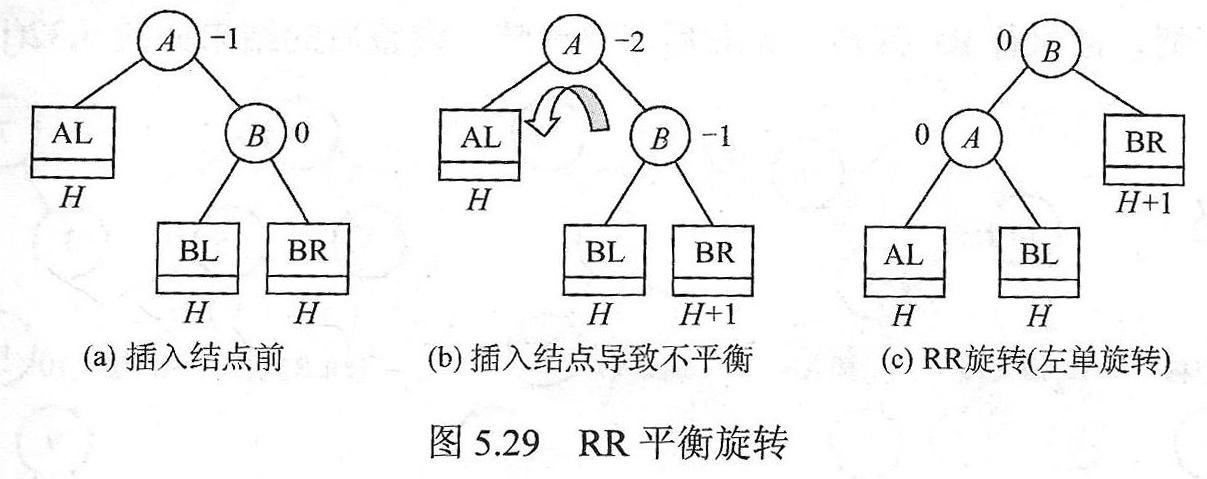 A -1
AL
H
B 0
BL
H
BR
H
(a) 插入结点前
A -2
AL
H
B -1
BL
H
BR
H+1
(b) 插入结点导致不平衡
0 B
0 A
BR
H+1
AL
H
BL
H
(c) RR旋转(左单旋转)
图 5.29 RR 平衡旋转